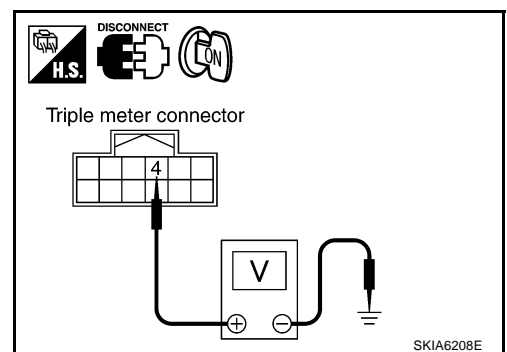 DISCONNECT
H.S.
ON
Triple meter connector
4
V
+ −
SKIA6208E